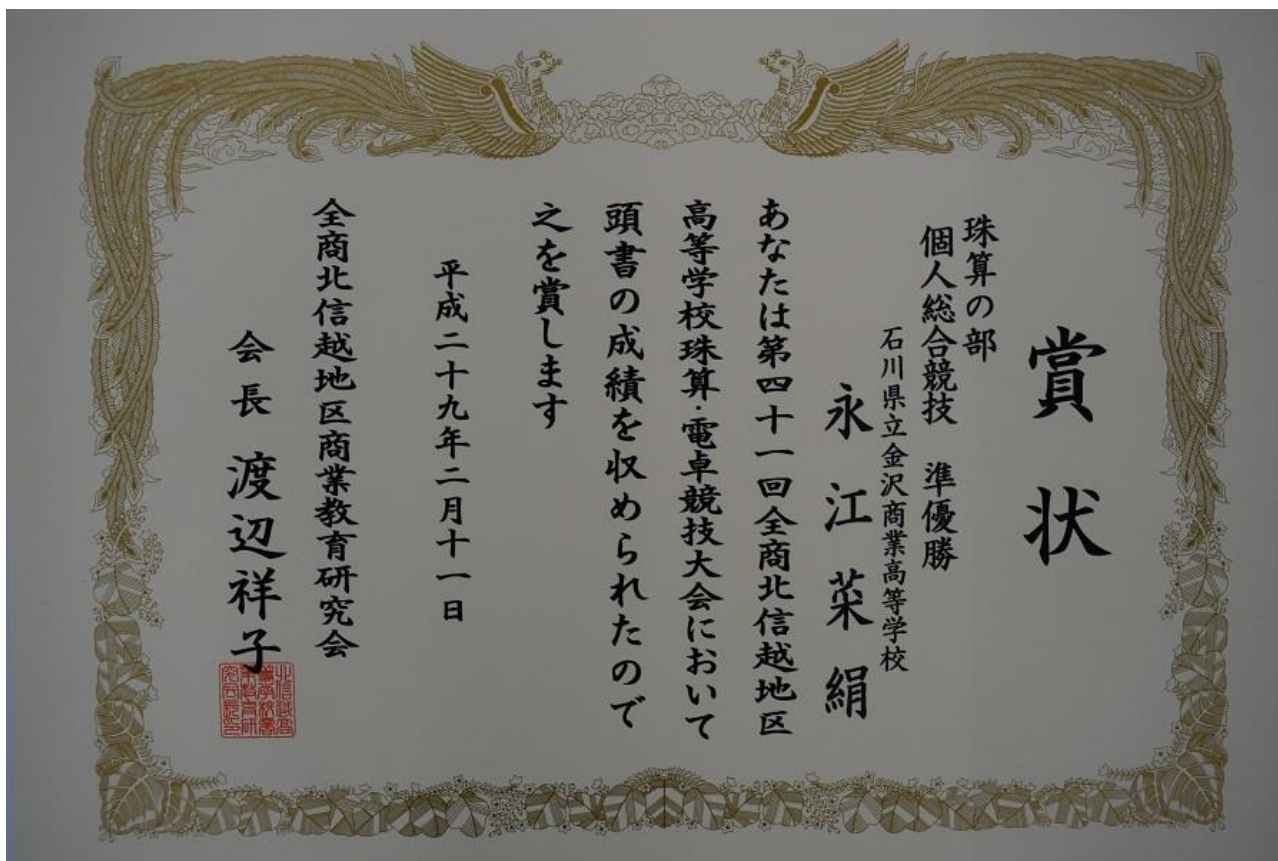 賞状
珠算の部
個人総合競技 準優勝
石川県立金沢商業高等学校
永江菜絹
あなたは第四十一回全商北信越地区
高等学校珠算・電卓競技大会において
頭書の成績を収められたので
之を賞します
平成二十九年二月十一日
全商北信越地区商業教育研究会
会長 渡辺祥子